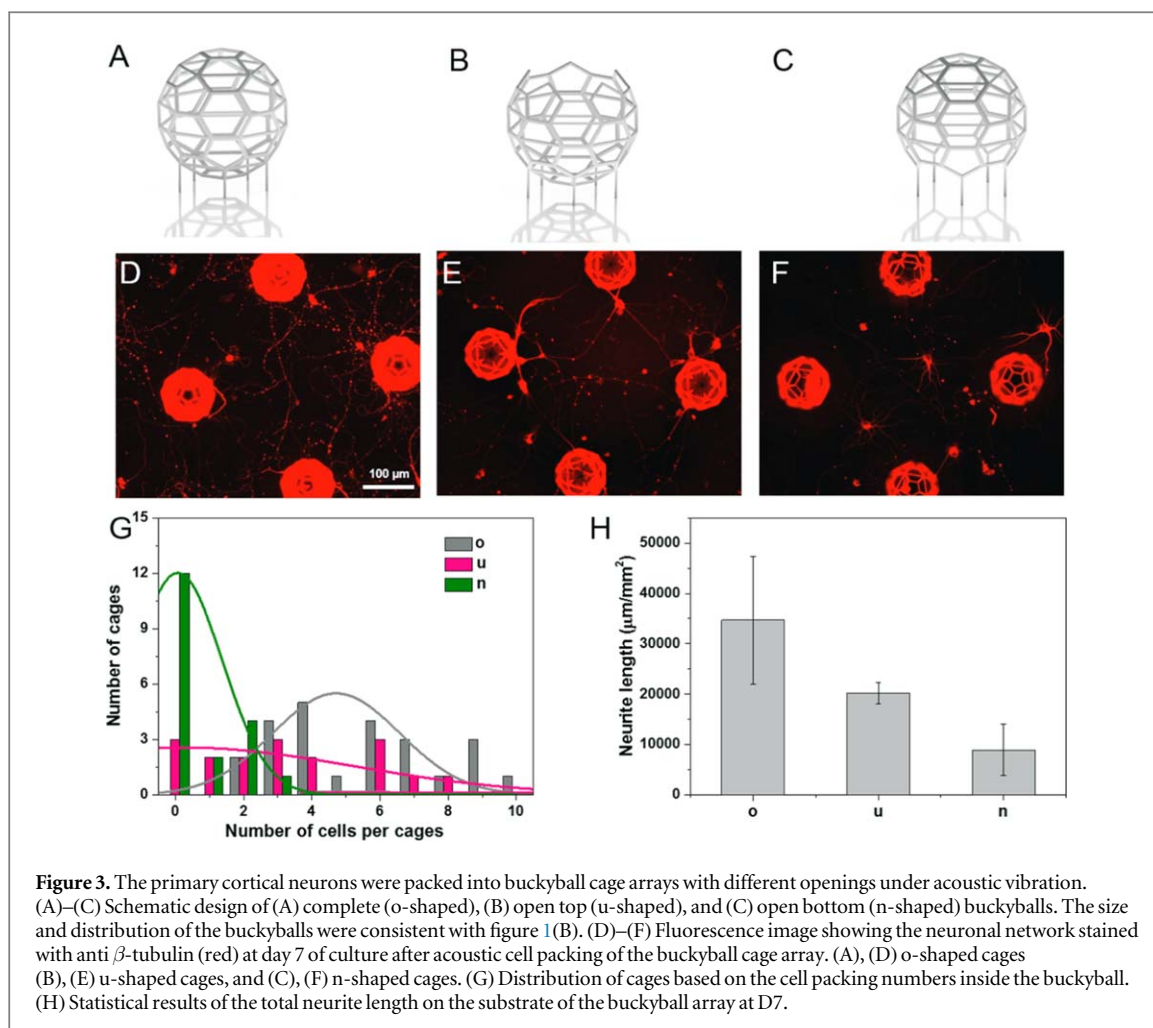 A
B
C
D
E
F
100 µm
G
15
12
9
6
3
0
Number of cages
o
u
n
0 2 4 6 8 10
Number of cells per cages
H
50000
40000
30000
20000
10000
0
Neurite length (µm/mm²)
o u n
Figure 3. The primary cortical neurons were packed into buckyball cage arrays with different openings under acoustic vibration.
(A)–(C) Schematic design of (A) complete (o-shaped), (B) open top (u-shaped), and (C) open bottom (n-shaped) buckyballs. The size
and distribution of the buckyballs were consistent with figure 1(B). (D)–(F) Fluorescence image showing the neuronal network stained
with anti β-tubulin (red) at day 7 of culture after acoustic cell packing of the buckyball cage array. (A), (D) o-shaped cages
(B), (E) u-shaped cages, and (C), (F) n-shaped cages. (G) Distribution of cages based on the cell packing numbers inside the buckyball.
(H) Statistical results of the total neurite length on the substrate of the buckyball array at D7.